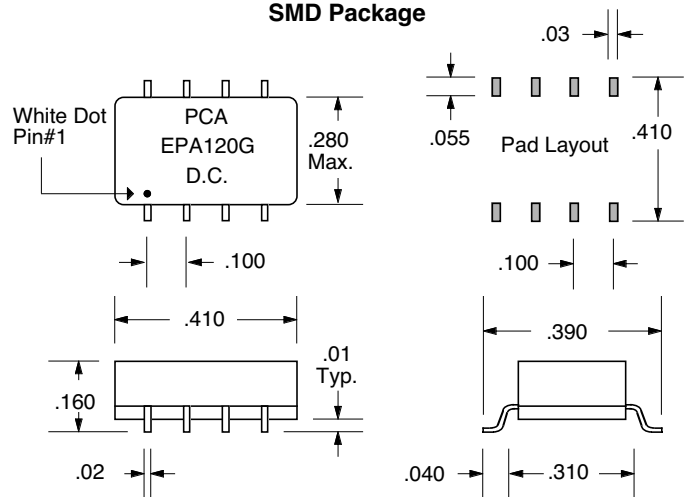 SMD Package
White Dot
Pin#1
PCA
EPA120G
D.C.
.280
Max.
.100
.03
.055
Pad Layout
.410
.100
.410
.160
.01
Typ.
.02
.390
.040
.310